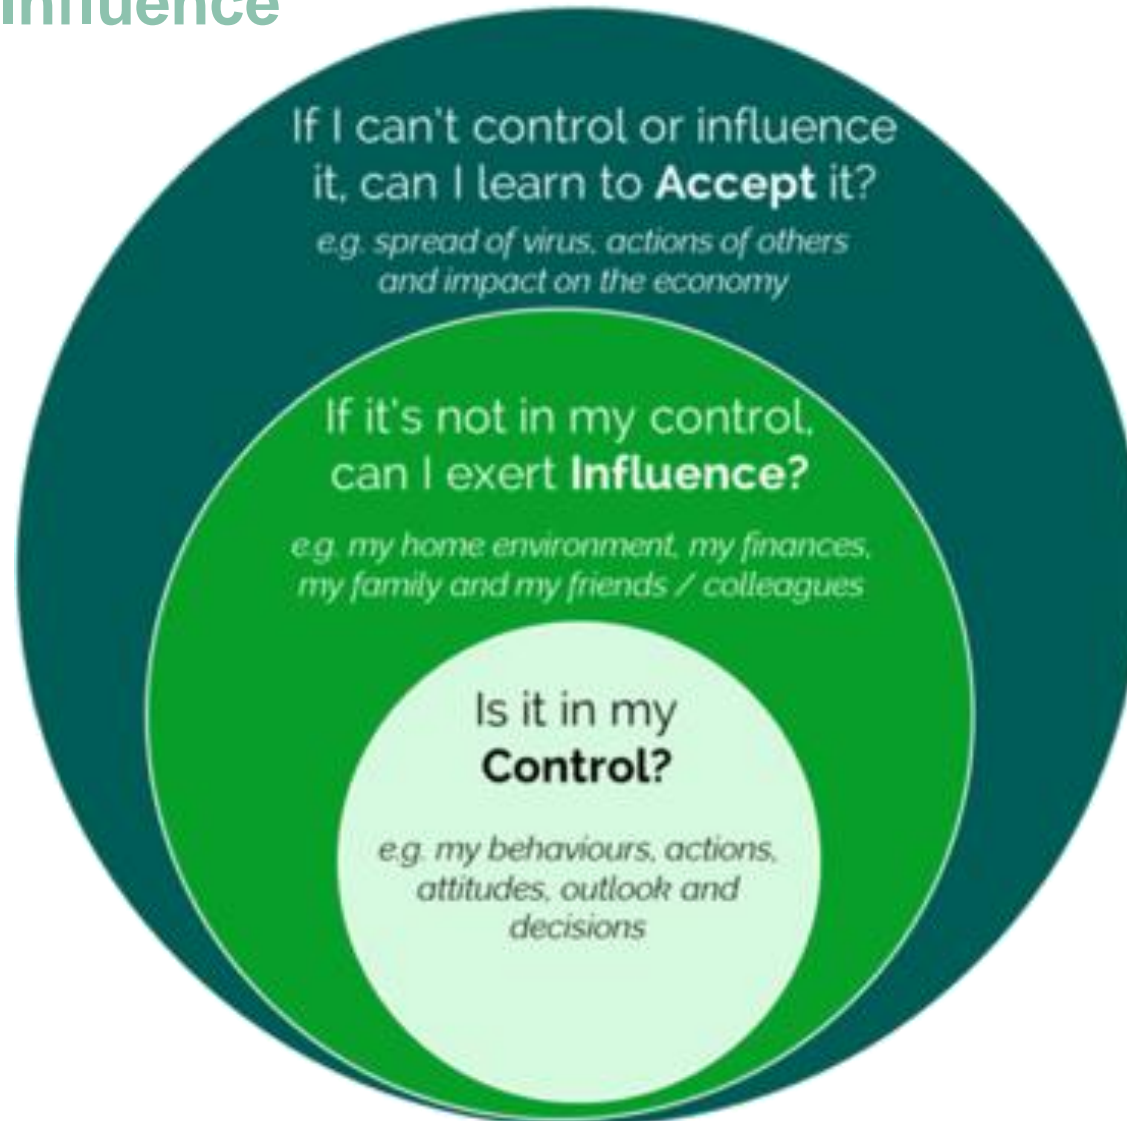 Influence
If I can't control or influence
it, can I learn to Accept it?
e.g. spread of virus, actions of others
and impact on the economy
If it's not in my control,
can I exert Influence?
e.g. my home environment, my finances,
my family and my friends / colleagues
Is it in my
Control?
e.g. my behaviours, actions,
attitudes, outlook and
decisions